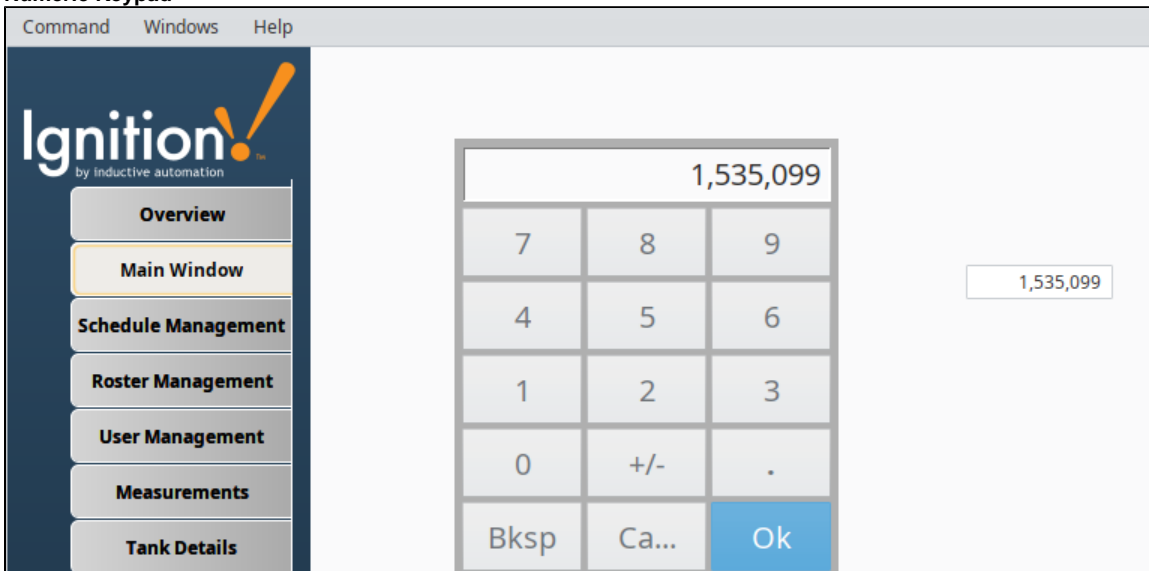 Numeric Keypad
Command Windows Help
Ignition!
TM
by inductive automation
Overview
Main Window
Schedule Management
Roster Management
User Management
Measurements
Tank Details
1,535,099
7 8 9
4 5 6
1 2 3
0 +/- .
Bksp Ca... Ok
1,535,099